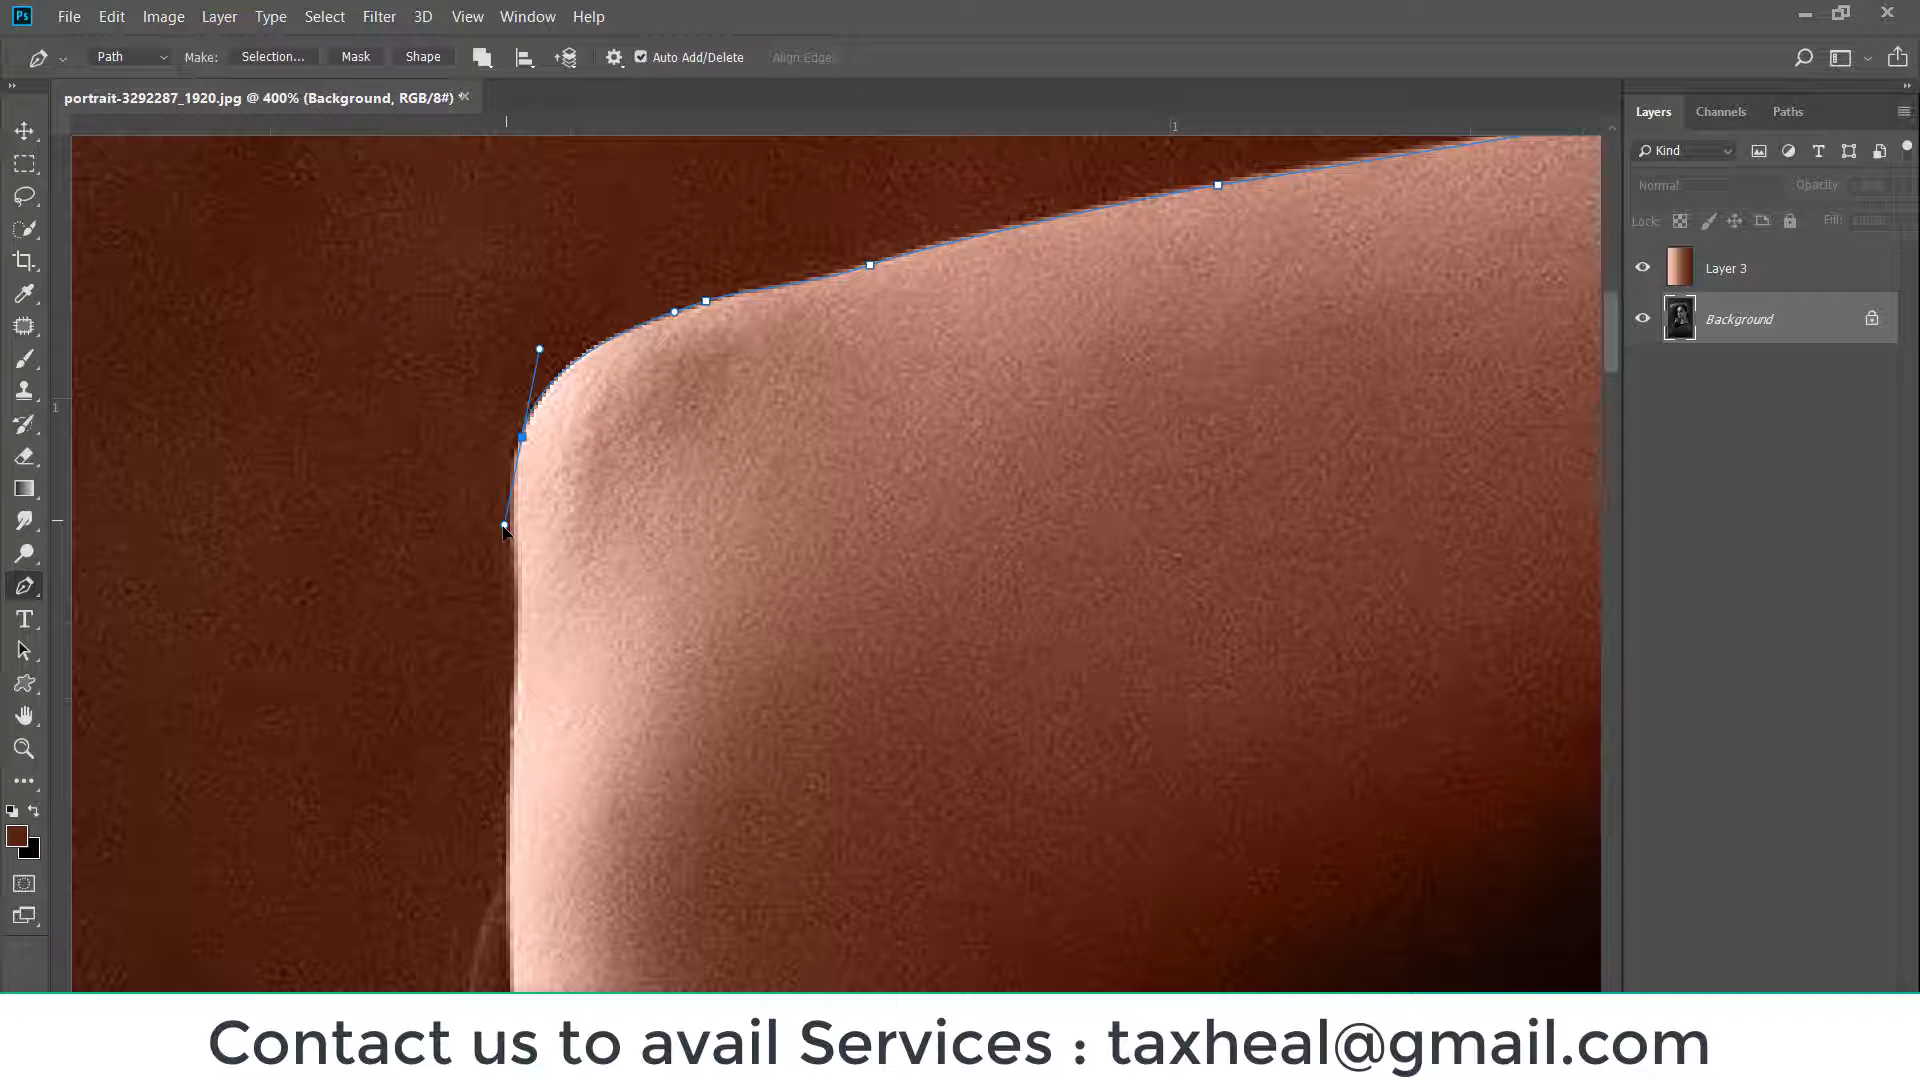 Ps File Edit Image Layer Type Select Filter 3D View Window Help
Path Make: Selection... Mask Shape Auto Add/Delete Align Edge
portrait-3292287_1920.jpg @ 400% (Background, RGB/8#) *
Layers Channels Paths
1
Kind T
Normal Opacity
Lock: Fill:
Layer 3
Background
1
T
Contact us to avail Services : taxheal@gmail.com